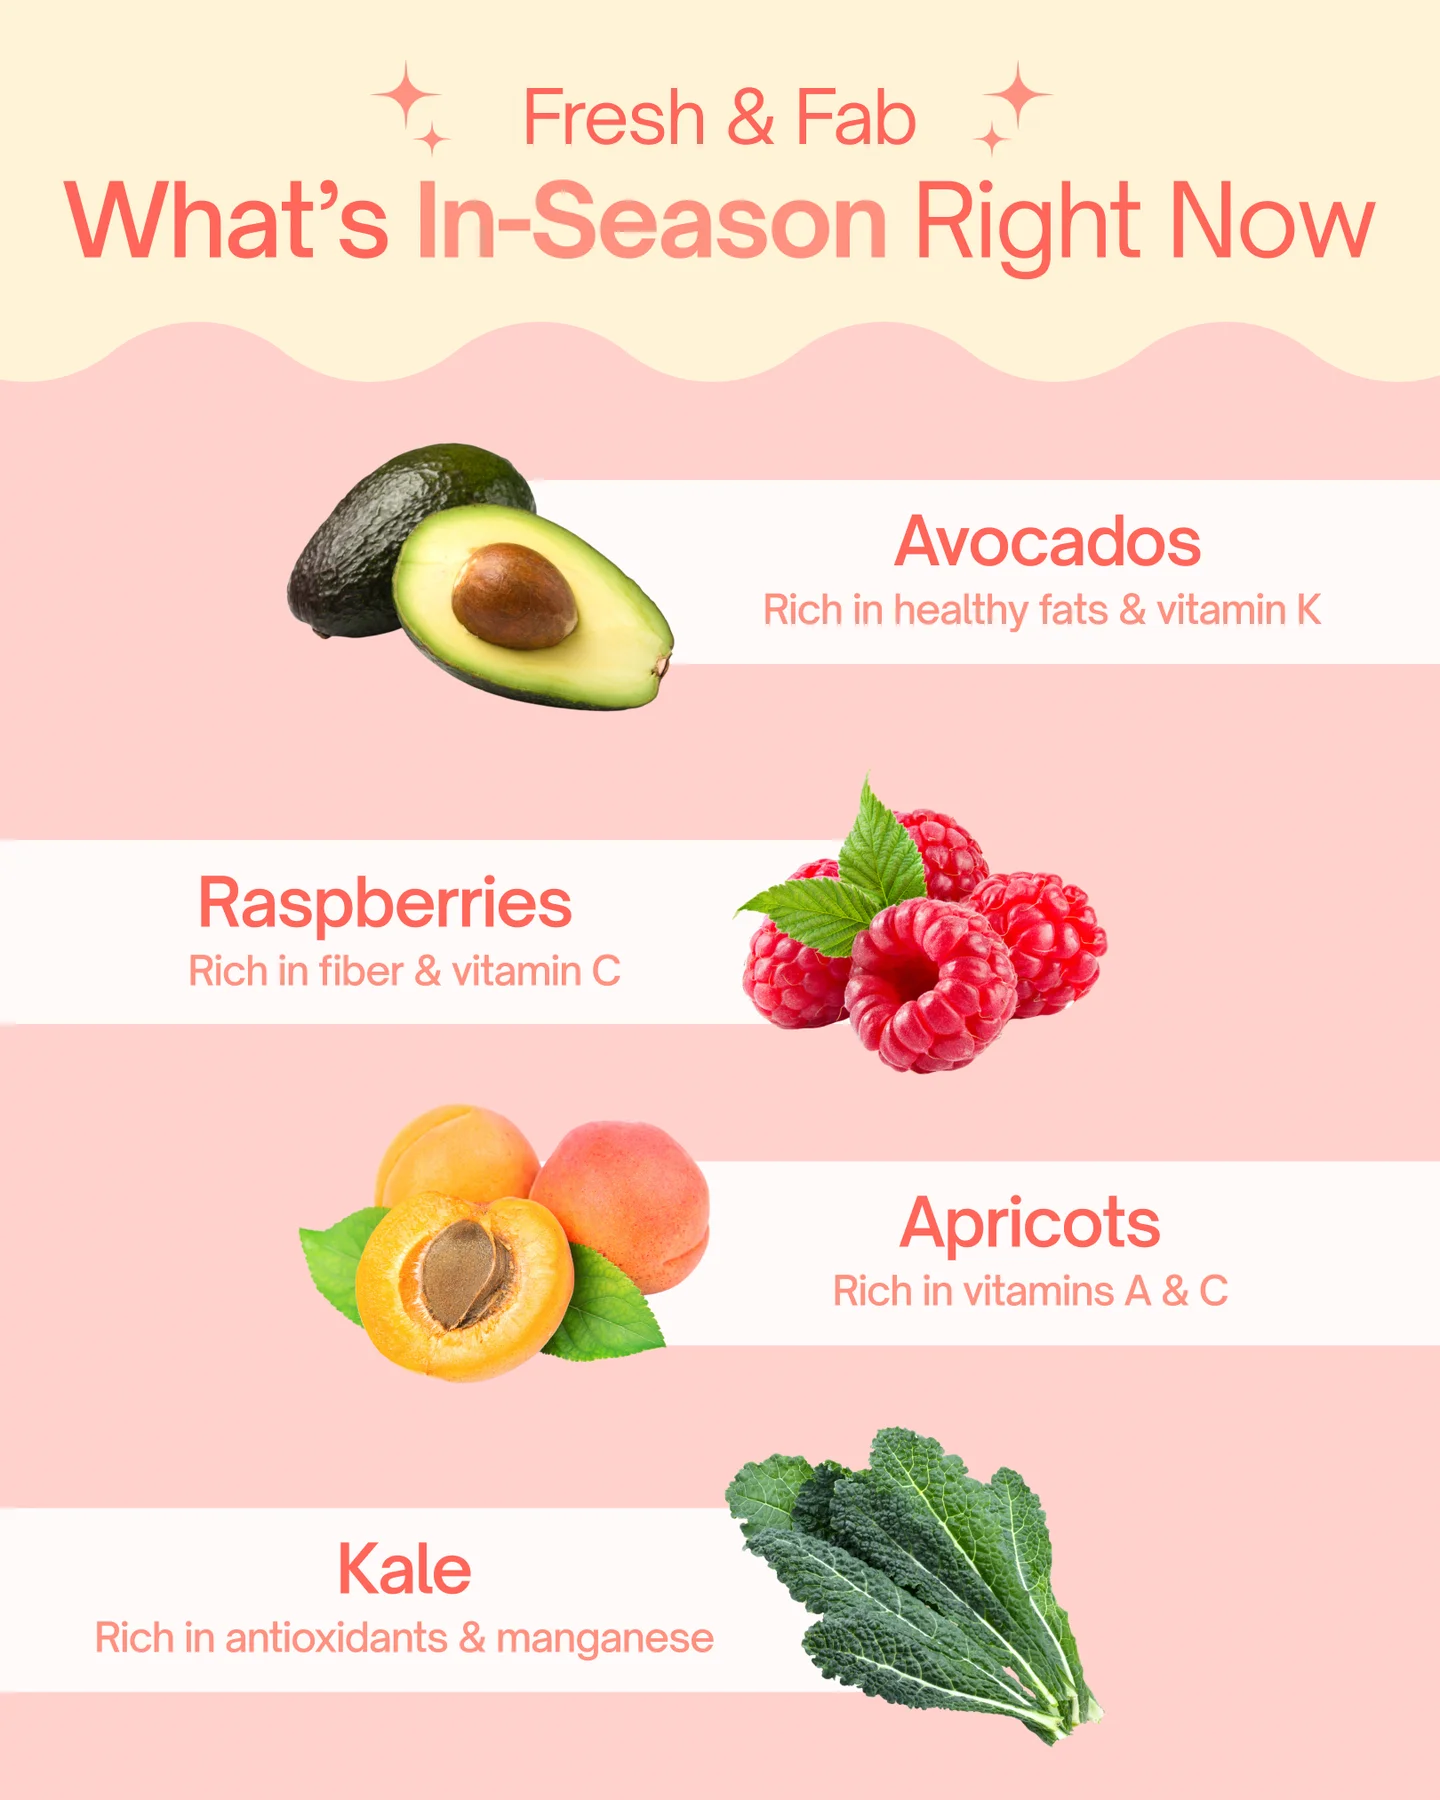 Fresh & Fab
What’s In-Season Right Now
Avocados
Rich in healthy fats & vitamin K
Raspberries
Rich in fiber & vitamin C
Apricots
Rich in vitamins A & C
Kale
Rich in antioxidants & manganese